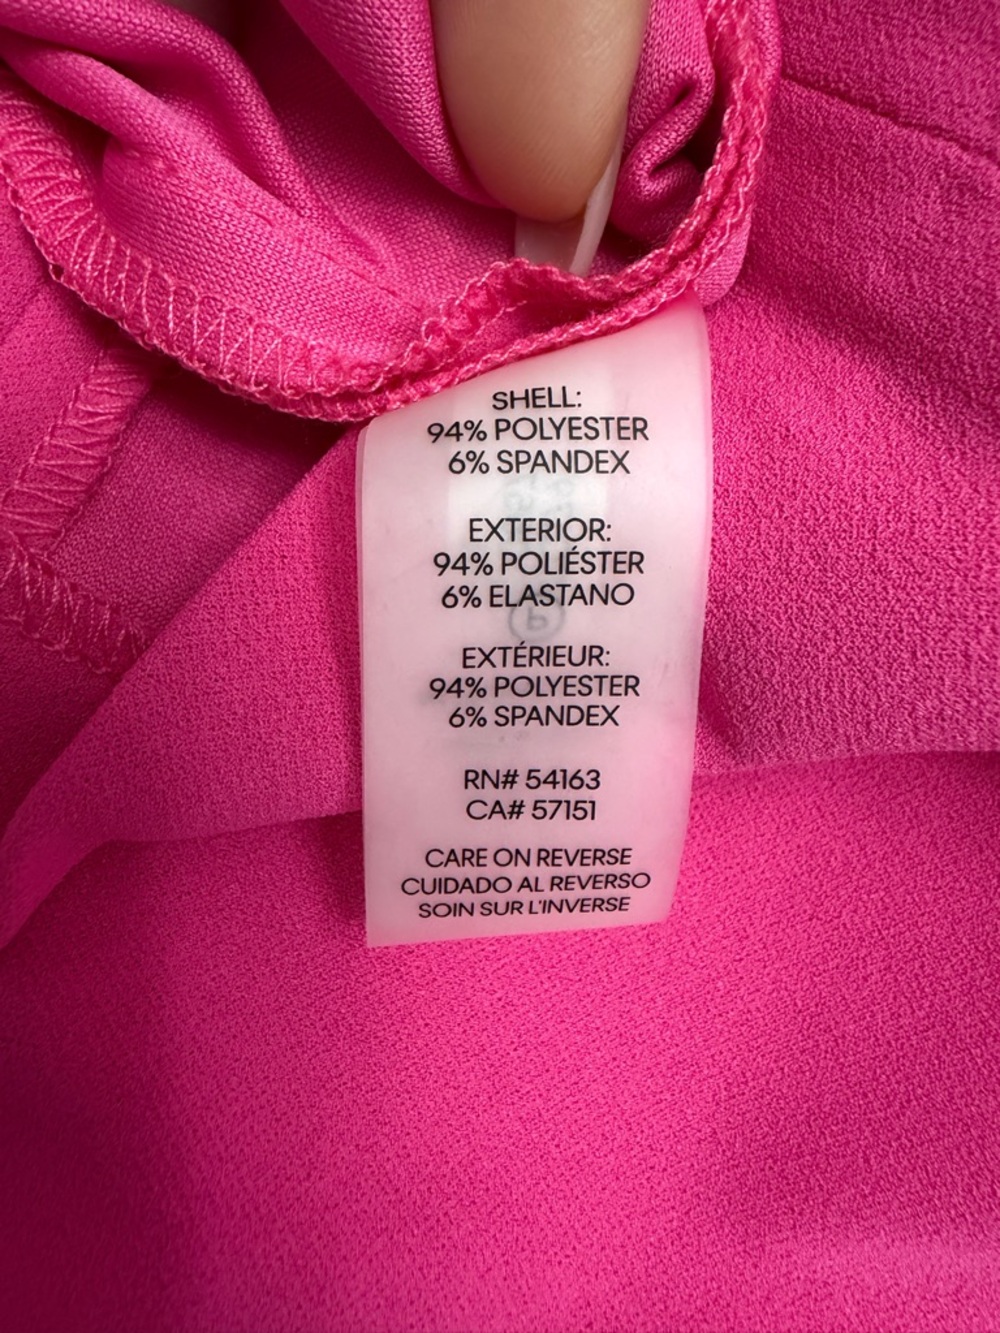 SHELL:
94% POLYESTER
6% SPANDEX
EXTERIOR:
94% POLIÉSTER
6% ELASTANO
EXTÉRIEUR:
94% POLYESTER
6% SPANDEX
RN# 54163
CA# 57151
CARE ON REVERSE
CUIDADO AL REVERSO
SOIN SUR L'INVERSE